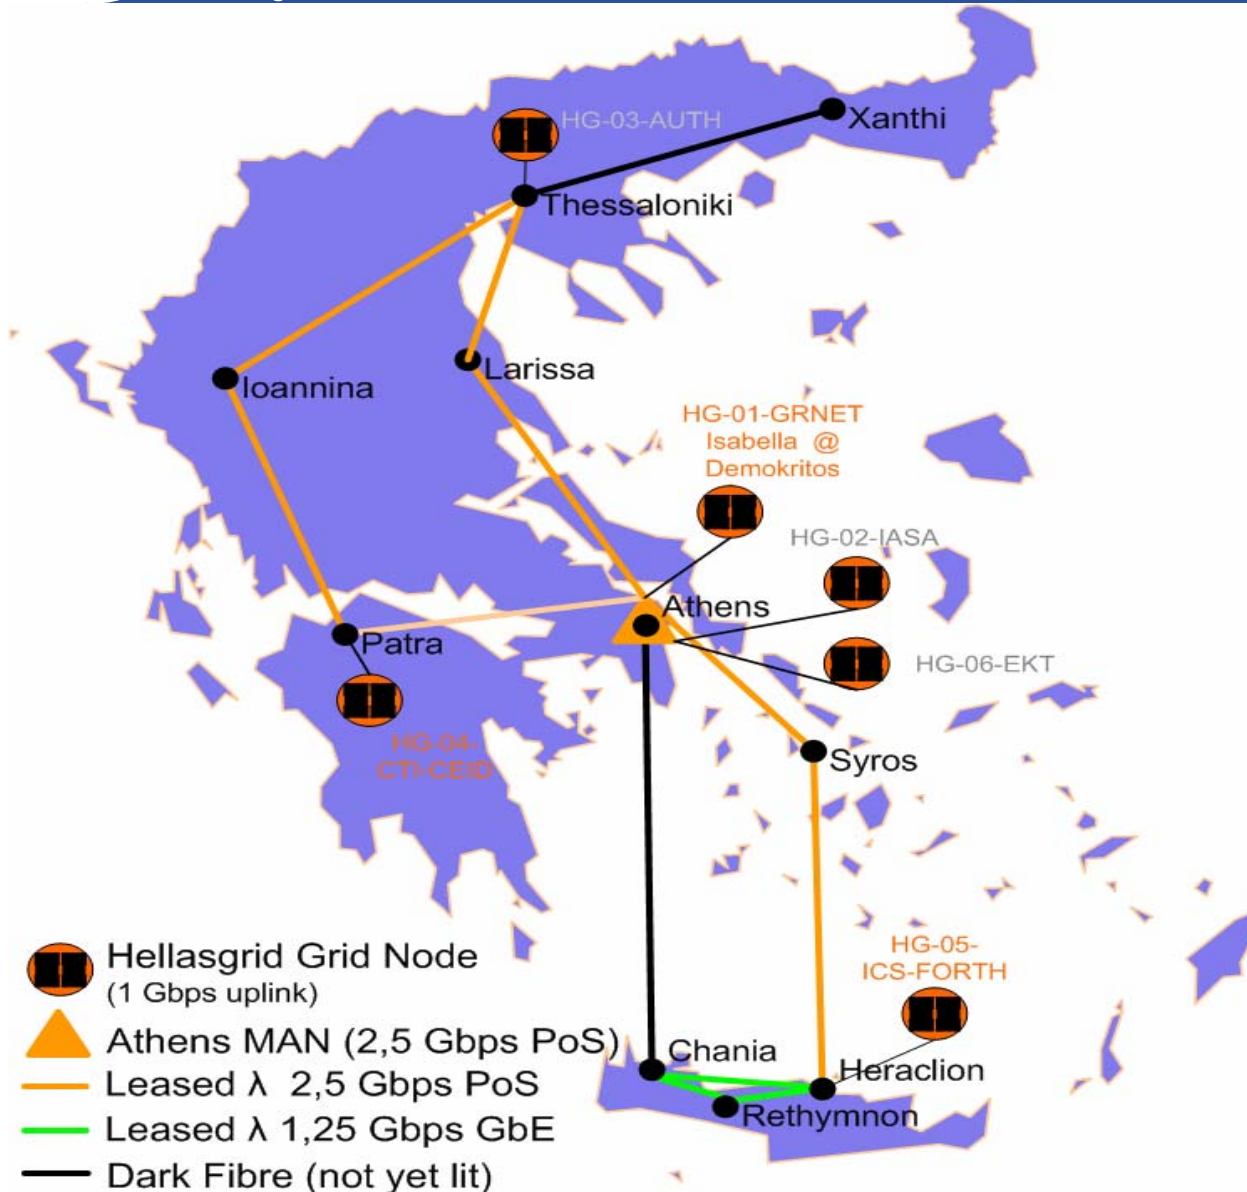 HG-03-AUTH
Xanthi
Thessaloniki
Larissa
Ioannina
HG-01-GRNET
Isabella @
Demokritos
HG-02-IASA
Athens
Patra
HG-06-EKT
HG-04-
CTI-CEID
Syros
HG-05-
ICS-FORTH
Hellasgrid Grid Node
(1 Gbps uplink)
Athens MAN (2,5 Gbps PoS)
Chania
Heraclion
Leased λ 2,5 Gbps PoS
Rethymnon
Leased λ 1,25 Gbps GbE
Dark Fibre (not yet lit)